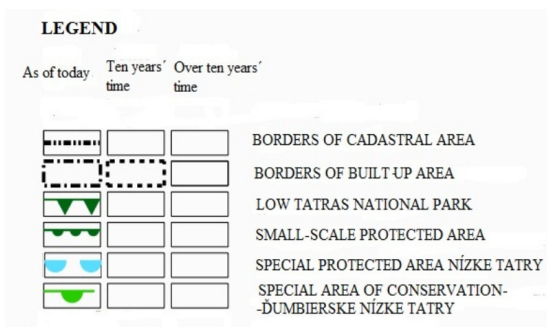 LEGEND
As of today
Ten years´
time
Over ten years´
time
BORDERS OF CADASTRAL AREA
BORDERS OF BUILT-UP AREA
LOW TATRAS NATIONAL PARK
SMALL-SCALE PROTECTED AREA
SPECIAL PROTECTED AREA NÍZKE TATRY
SPECIAL AREA OF CONSERVATION-
-ĎUMBIERSKE NÍZKE TATRY